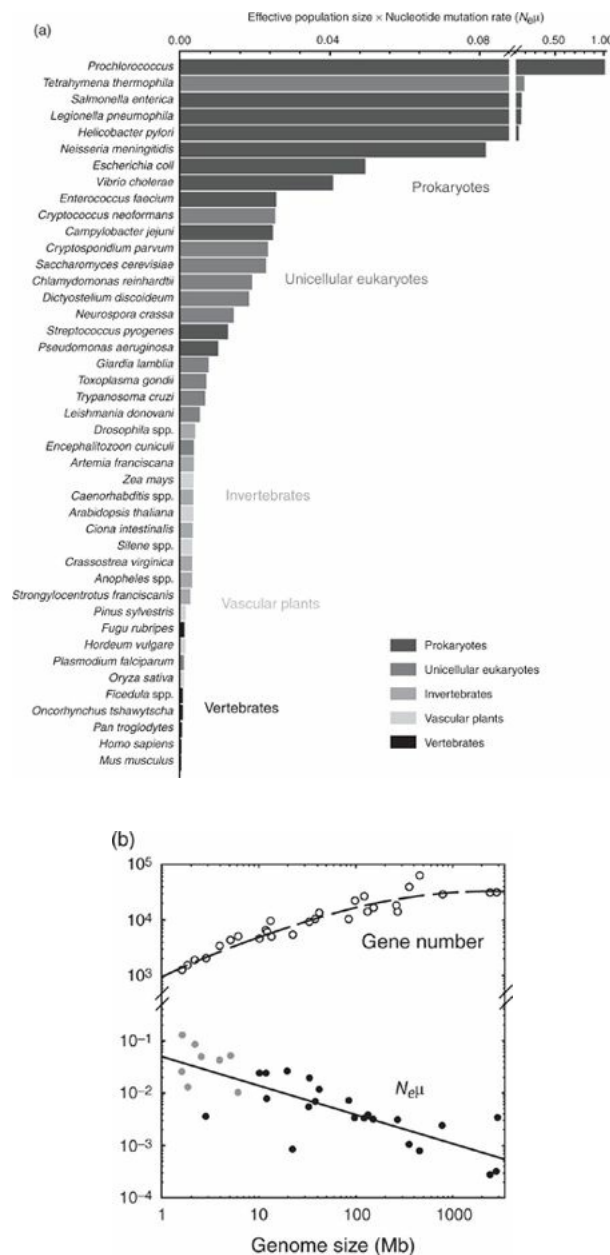 Effective population size × Nucleotide mutation rate (Neμ)
(a)
0.00 0.04 0.08 0.50 1.00
Prochlorococcus
Tetrahymena thermophila
Salmonella enterica
Legionella pneumophila
Helicobacter pylori
Neisseria meningitidis
Escherichia coli
Vibrio cholerae
Prokaryotes
Enterococcus faecium
Cryptococcus neoformans
Campylobacter jejuni
Cryptosporidium parvum
Saccharomyces cerevisiae
Chlamydomonas reinhardtii
Unicellular eukaryotes
Dictyostelium discoideum
Neurospora crassa
Streptococcus pyogenes
Pseudomonas aeruginosa
Giardia lamblia
Toxoplasma gondii
Trypanosoma cruzi
Leishmania donovani
Drosophila spp.
Encephalitozoon cuniculi
Artemia franciscana
Zea mays
Caenorhabditis spp.
Invertebrates
Arabidopsis thaliana
Ciona intestinalis
Silene spp.
Crassostrea virginica
Anopheles spp.
Strongylocentrotus franciscanis
Vascular plants
Pinus sylvestris
Fugu rubripes
Hordeum vulgare
Plasmodium falciparum
Oryza sativa
Ficedula spp.
Oncorhynchus tshawytscha
Vertebrates
Pan troglodytes
Homo sapiens
Mus musculus
Prokaryotes
Unicellular eukaryotes
Invertebrates
Vascular plants
Vertebrates
(b)
10⁵
10⁴
Gene number
10³
10⁻¹
Neμ
10⁻²
10⁻³
10⁻⁴
1 10 100 1000
Genome size (Mb)